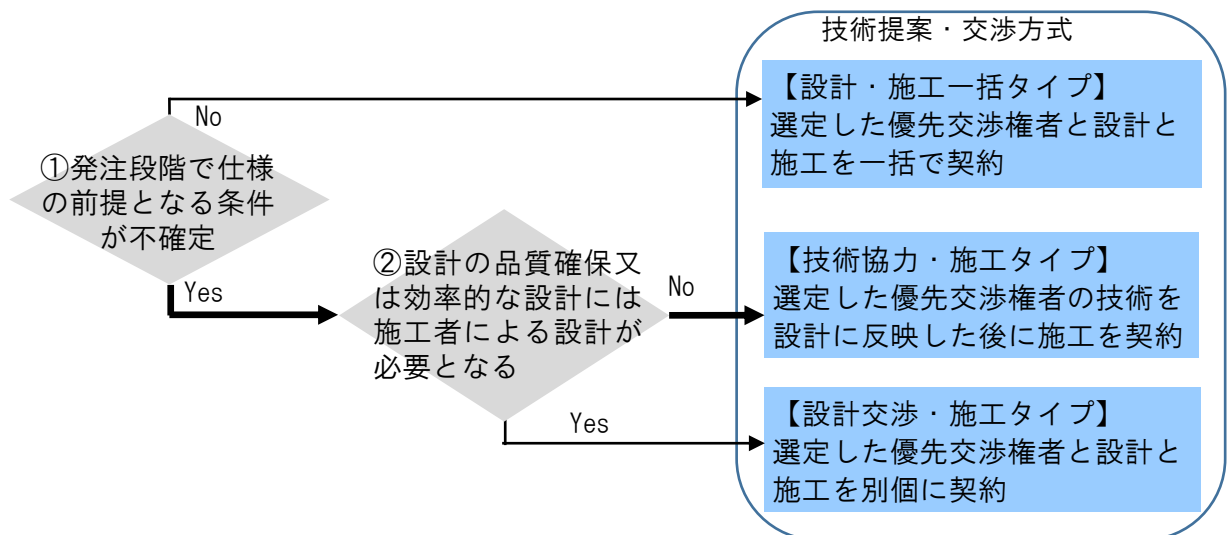 技術提案・交渉方式
No
【設計・施工一括タイプ】
選定した優先交渉権者と設計と
施工を一括で契約
①発注段階で仕様
の前提となる条件
が不確定
Yes
②設計の品質確保又
は効率的な設計には
施工者による設計が
必要となる
No
【技術協力・施工タイプ】
選定した優先交渉権者の技術を
設計に反映した後に施工を契約
Yes
【設計交渉・施工タイプ】
選定した優先交渉権者と設計と
施工を別個に契約